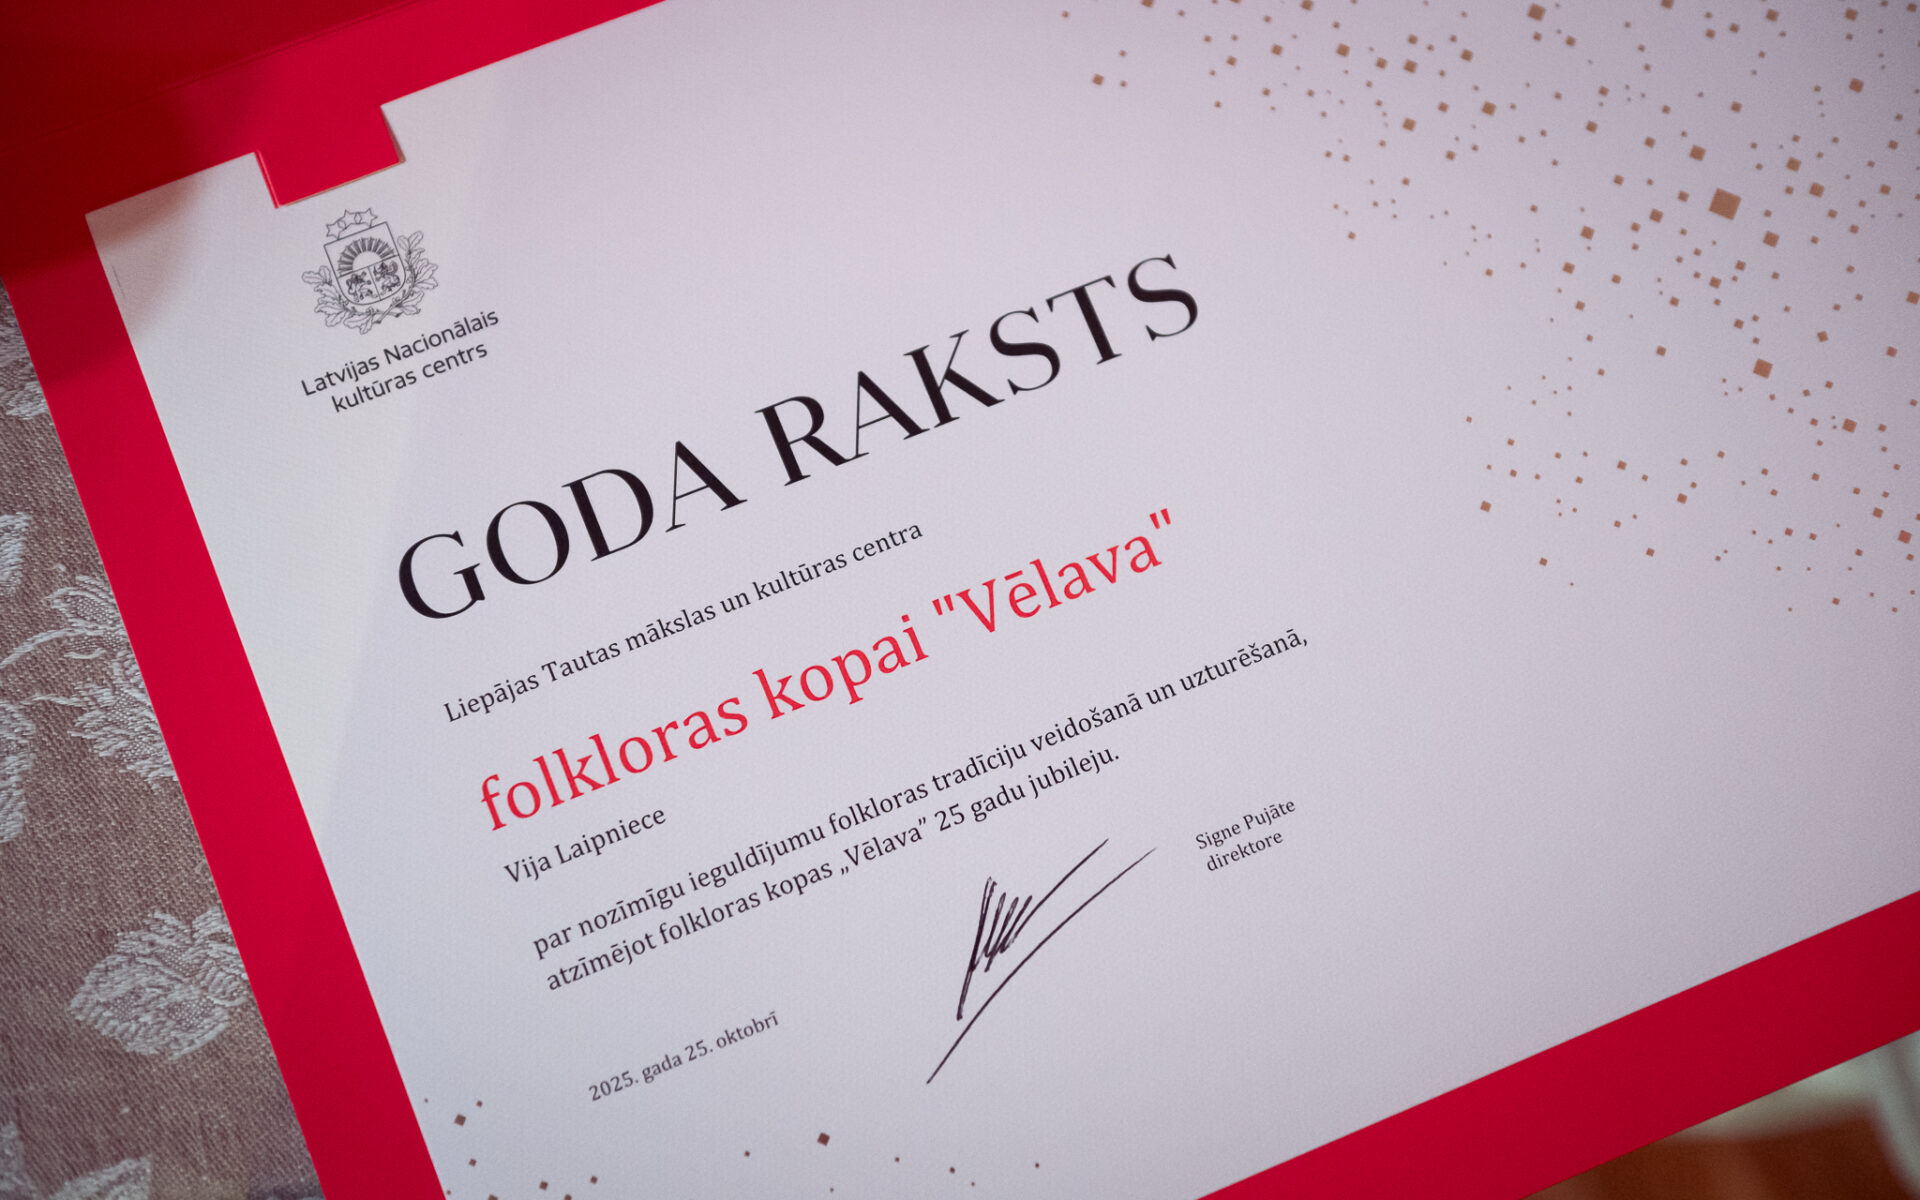 Latvijas Nacionālais
kultūras centrs
GODA RAKSTS
Liepājas Tautas mākslas un kultūras centra
folkloras kopai "Vēlava"
Vija Laipniece
par nozīmīgu ieguldījumu folkloras tradīciju veidošanā un uzturēšanā,
atzīmējot folkloras kopas „Vēlava” 25 gadu jubileju.
Signe Pujāte
direktore
2025. gada 25. oktobrī